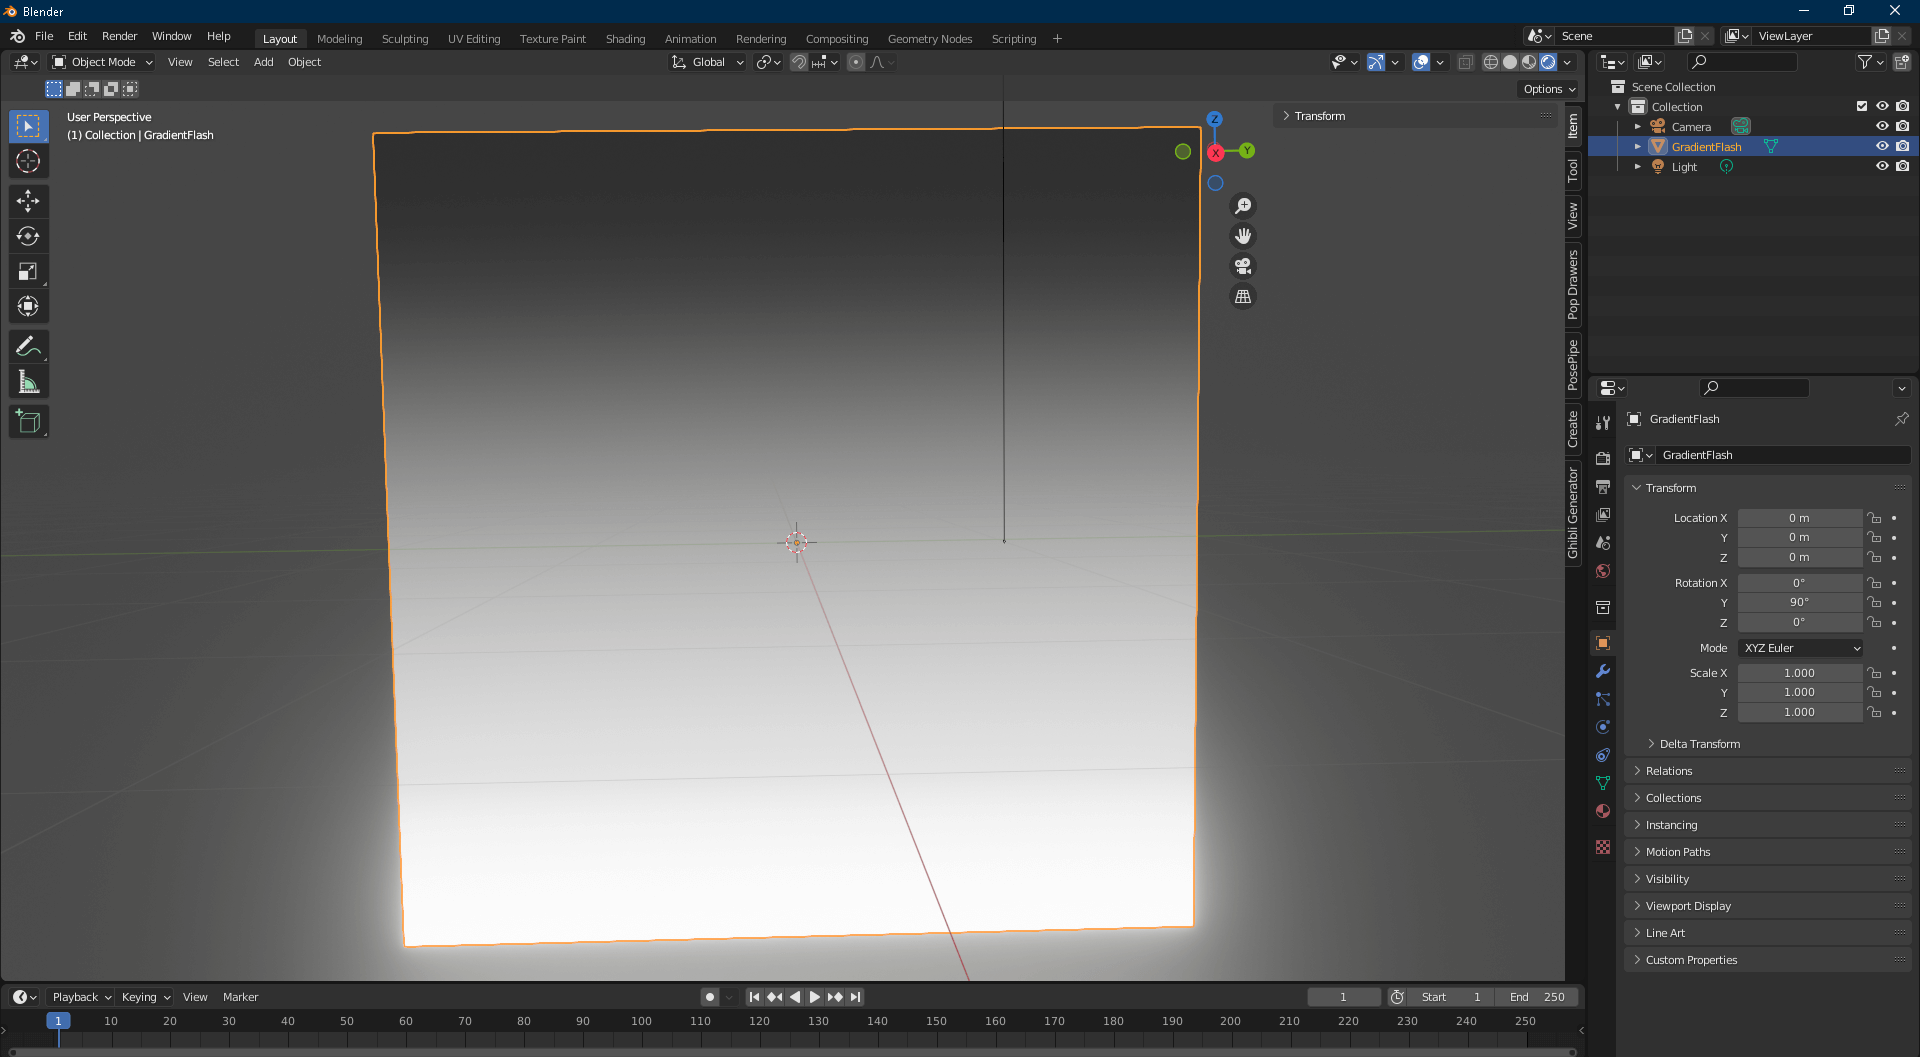 Blender
File Edit Render Window Help Layout Modeling Sculpting UV Editing Texture Paint Shading Animation Rendering Compositing Geometry Nodes Scripting + Scene ViewLayer
Object Mode View Select Add Object Global
Options
User Perspective
(1) Collection | GradientFlash
Transform
Z
X
Y
Item
Tool
View
Pop Drawers
PosePipe
Create
Ghibli Generator
Scene Collection
Collection
Camera
GradientFlash
Light
GradientFlash
GradientFlash
Transform
Location X 0 m
Y 0 m
Z 0 m
Rotation X 0°
Y 90°
Z 0°
Mode XYZ Euler
Scale X 1.000
Y 1.000
Z 1.000
Delta Transform
Relations
Collections
Instancing
Motion Paths
Visibility
Viewport Display
Line Art
Custom Properties
Playback Keying View Marker 1 Start 1 End 250
1 10 20 30 40 50 60 70 80 90 100 110 120 130 140 150 160 170 180 190 200 210 220 230 240 250